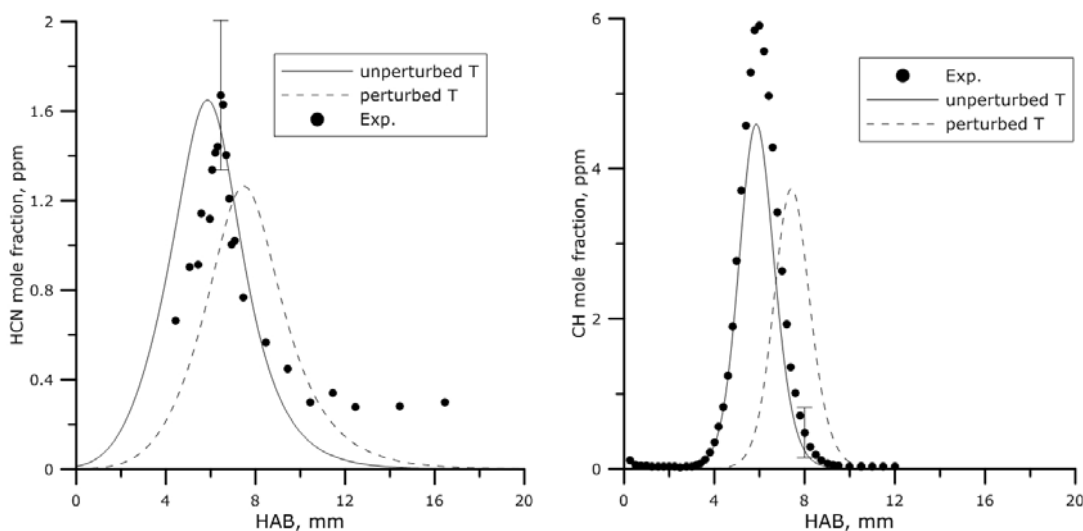 2
1.6
1.2
0.8
0.4
0
HCN mole fraction, ppm
0 4 8 12 16 20
HAB, mm
unperturbed T
perturbed T
Exp.
6
4
2
0
CH mole fraction, ppm
0 4 8 12 16 20
HAB, mm
Exp.
unperturbed T
perturbed T